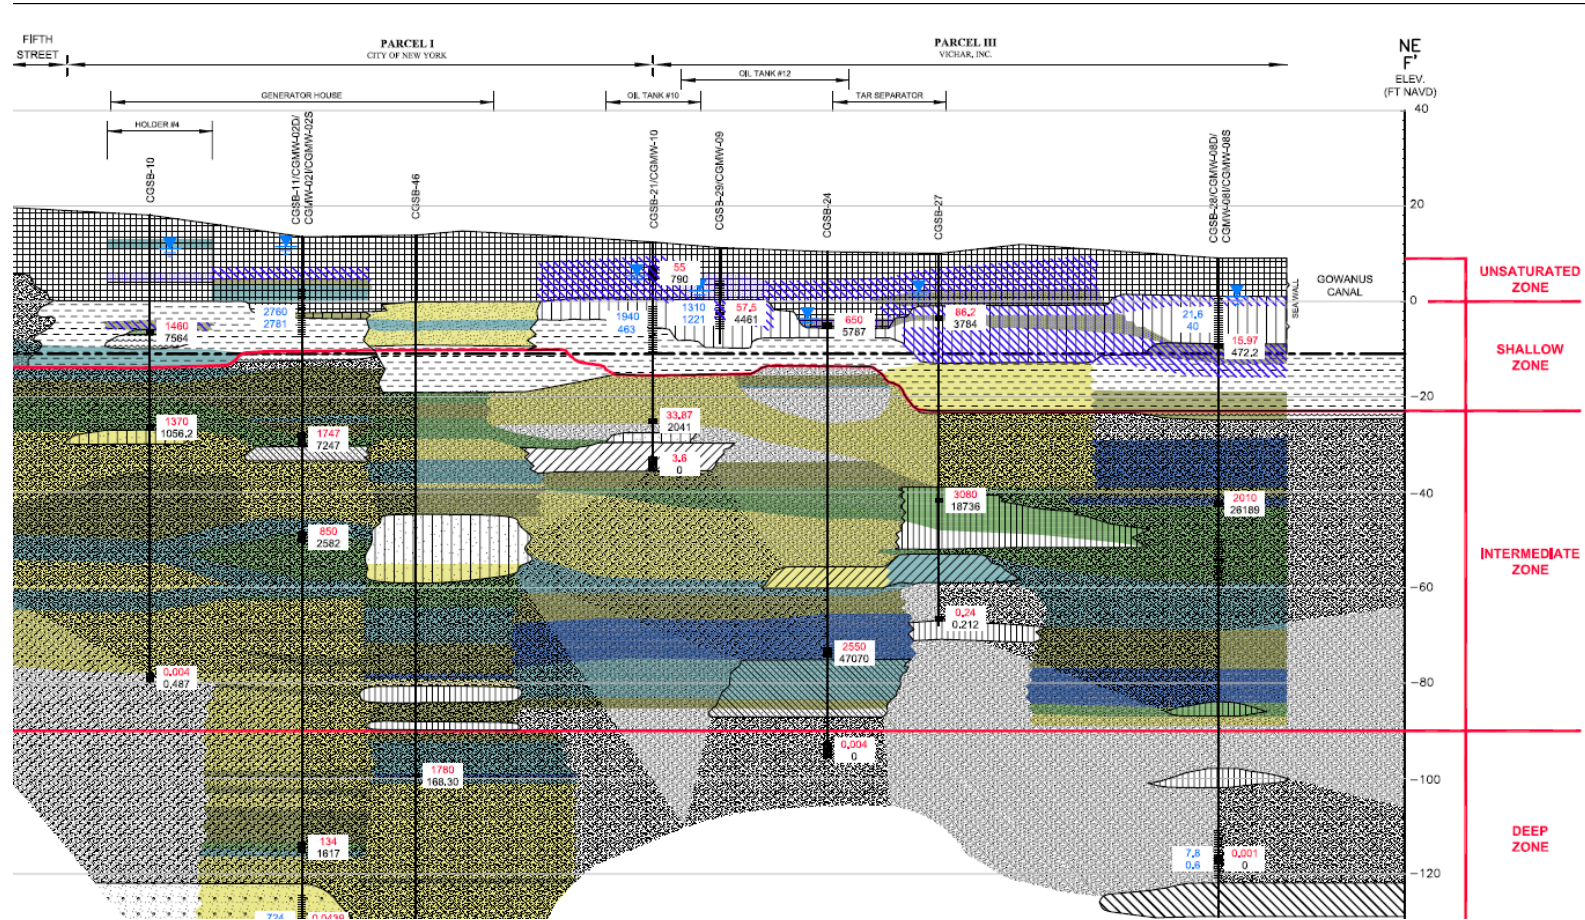 FIFTH
STREET
PARCEL I
CITY OF NEW YORK
PARCEL III
VICHAR, INC.
NE
F'
ELEV.
(FT NAVD)
OIL TANK #12
GENERATOR HOUSE
OIL TANK #10
TAR SEPARATOR
HOLDER #4
CGSB-10
CGSB-11/CGMW-02D/
CGMW-02I/CGMW-02S
CGSB-46
CGSB-21/CGMW-10
CGSB-29/CGMW-09
CGSB-24
CGSB-27
CGSB-28/CGMW-08D/
CGMW-08I/CGMW-08S
40
20
0
-20
-40
-60
-80
-100
-120
SEA WALL
GOWANUS
CANAL
UNSATURATED
ZONE
SHALLOW
ZONE
INTERMEDIATE
ZONE
DEEP
ZONE
55
790
2760
2781
1460
7564
1940
463
1310
1221
57.5
4461
650
5787
86.2
3784
21.6
40
15.97
472.2
1370
1056.2
1747
7247
33.87
2041
3.6
0
3080
18736
2010
26189
850
2582
0.24
0.212
2550
47070
0.004
0.487
0.004
0
1780
168.30
134
1617
7.8
0.6
0.001
0
724
0.0439